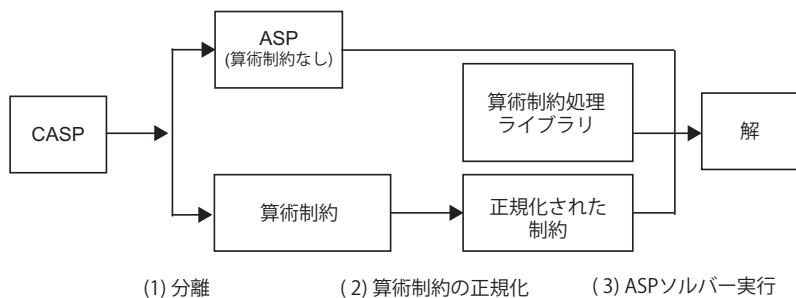 ASP
(算術制約なし)
算術制約処理
ライブラリ
CASP
解
算術制約
正規化された
制約
(1) 分離
( 2) 算術制約の正規化
( 3) ASPソルバー実行